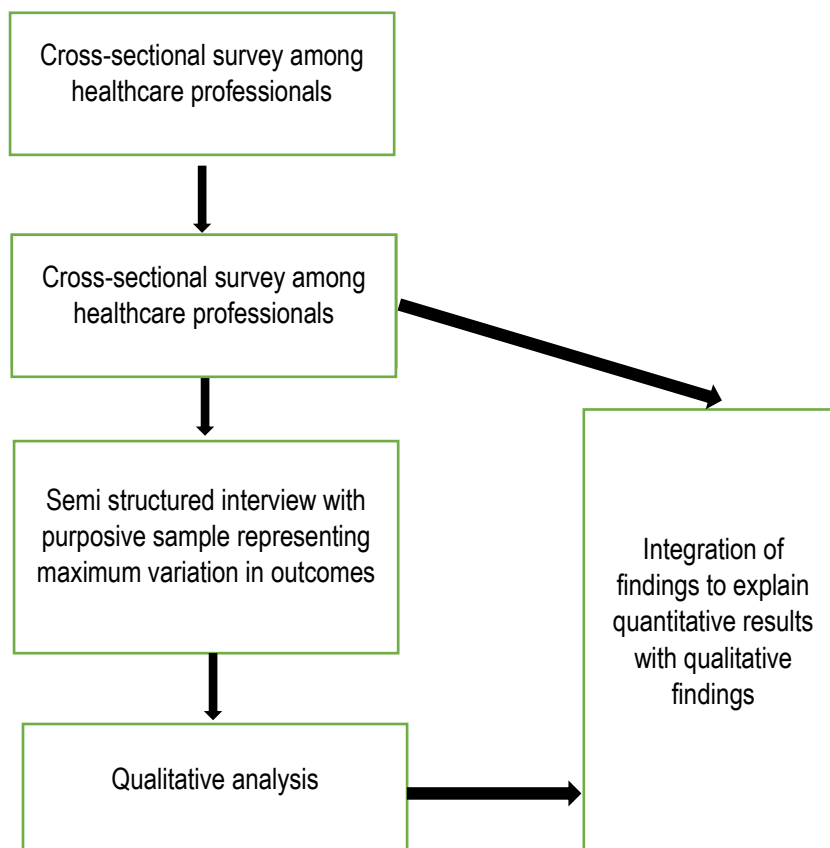 Cross-sectional survey among
healthcare professionals
Cross-sectional survey among
healthcare professionals
Semi structured interview with
purposive sample representing
maximum variation in outcomes
Qualitative analysis
Integration of
findings to explain
quantitative results
with qualitative
findings